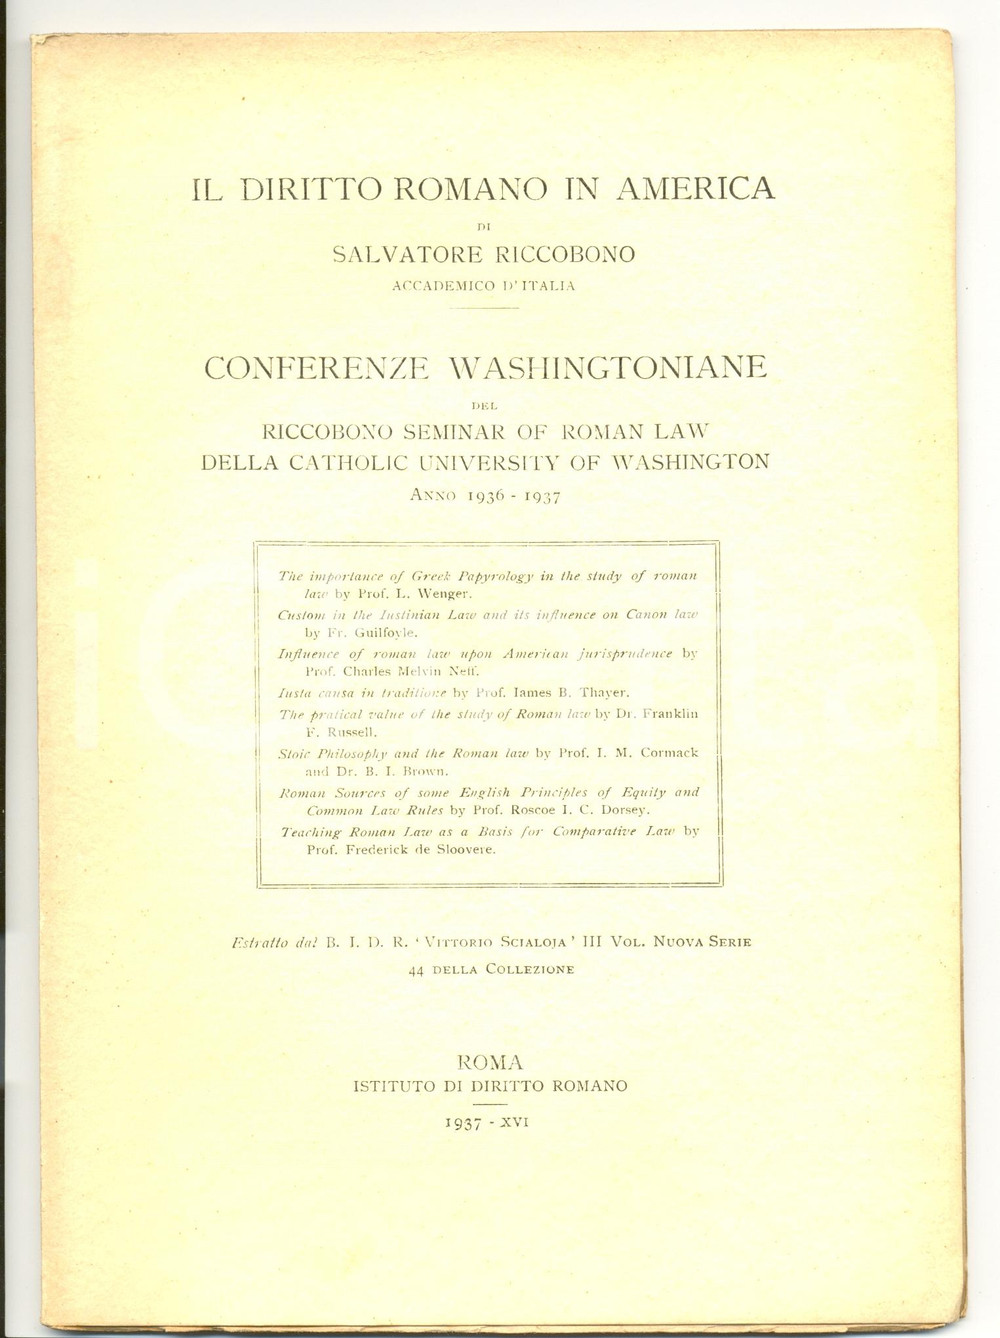 IL DIRITTO ROMANO IN AMERICA
DI
SALVATORE RICCOBONO
ACCADEMICO D'ITALIA
CONFERENZE WASHINGTONIANE
DEL
RICCOBONO SEMINAR OF ROMAN LAW
DELLA CATHOLIC UNIVERSITY OF WASHINGTON
ANNO 1936 - 1937
The importance of Greek Papyrology in the study of roman
law by Prof. L. Wenger.
Custom in the Iustinian Law and its influence on Canon law
by Fr. Guilfoyle.
Influence of roman law upon American jurisprudence by
Prof. Charles Melvin Neff.
Iusta causa in traditione by Prof. Iames B. Thayer.
The pratical value of the study of Roman law by Dr. Franklin
F. Russell.
Stoic Philosophy and the Roman law by Prof. I. M. Cormack
and Dr. B. I. Brown.
Roman Sources of some English Principles of Equity and
Common Law Rules by Prof. Roscoe I. C. Dorsey.
Teaching Roman Law as a Basis for Comparative Law by
Prof. Frederick de Sloovere.
Estratto dal B. I. D. R. ‘ VITTORIO SCIALOJA ’ III VOL. NUOVA SERIE
44 DELLA COLLEZIONE
ROMA
ISTITUTO DI DIRITTO ROMANO
1937 - XVI